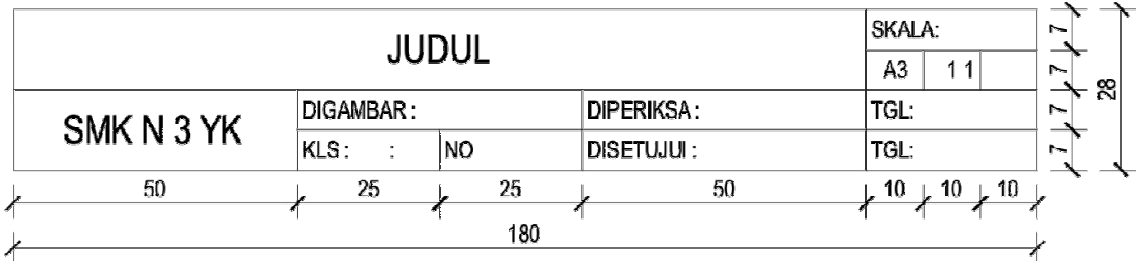 JUDUL
SKALA:
A3 1 1
SMK N 3 YK
DIGAMBAR :
DIPERIKSA :
TGL:
KLS : :
NO
DISETUJUI :
TGL:
7
7
7
7
28
50 25 25 50 10 10 10
180